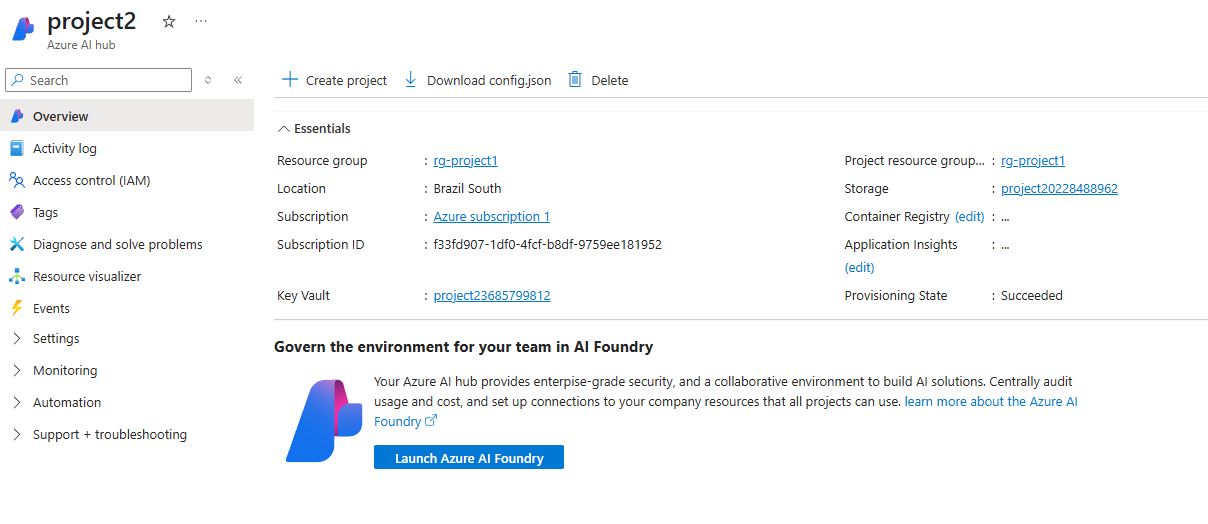 project2
Azure AI hub
Search
Overview
Activity log
Access control (IAM)
Tags
Diagnose and solve problems
Resource visualizer
Events
Settings
Monitoring
Automation
Support + troubleshooting
Create project Download config.json Delete
Essentials
Resource group : rg-project1
Location : Brazil South
Subscription : Azure subscription 1
Subscription ID : f33fd907-1df0-4fcf-b8df-9759ee181952
Key Vault : project23685799812
Project resource group... : rg-project1
Storage : project20228488962
Container Registry (edit) : ...
Application Insights : ...
(edit)
Provisioning State : Succeeded
Govern the environment for your team in AI Foundry
Your Azure AI hub provides enterpise-grade security, and a collaborative environment to build AI solutions. Centrally audit
usage and cost, and set up connections to your company resources that all projects can use. learn more about the Azure AI
Foundry
Launch Azure AI Foundry